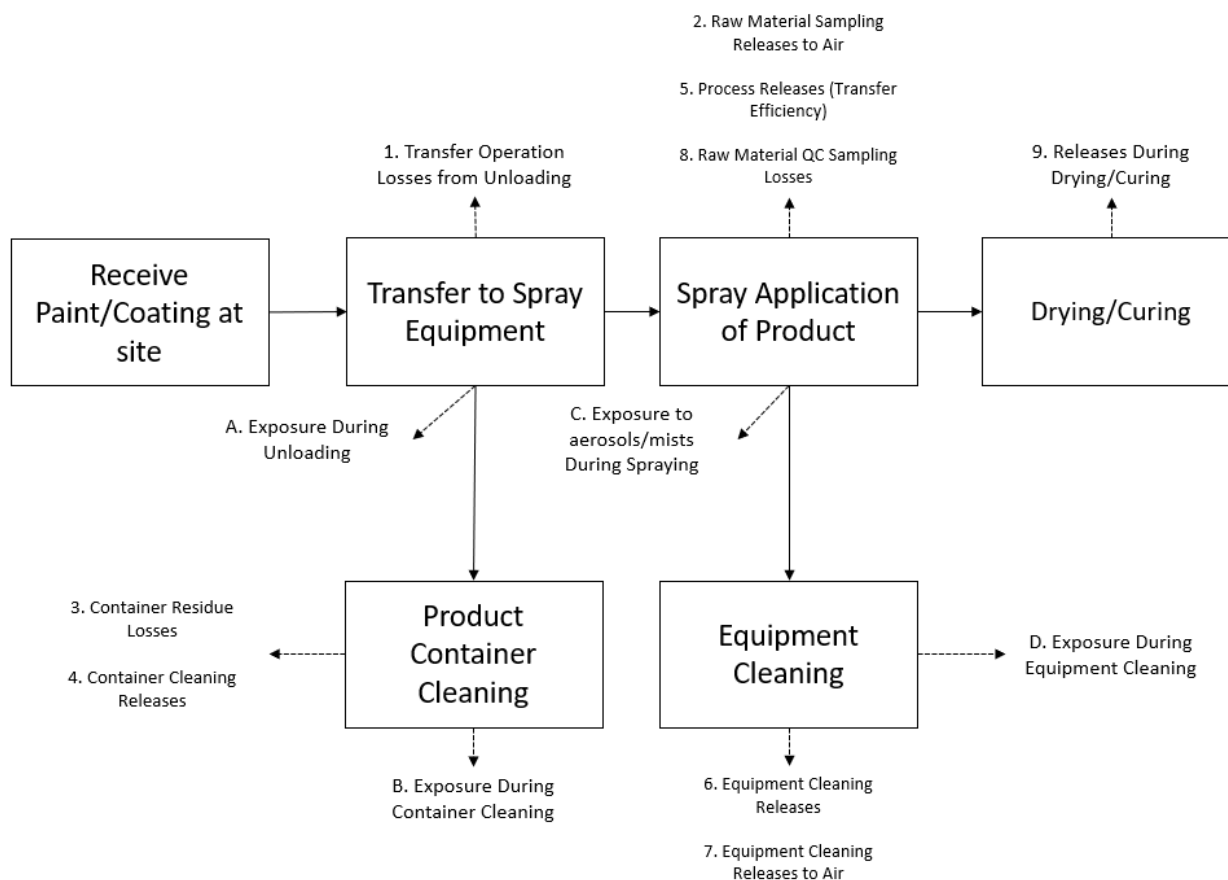 2. Raw Material Sampling
Releases to Air
5. Process Releases (Transfer
Efficiency)
8. Raw Material QC Sampling
Losses
1. Transfer Operation
Losses from Unloading
9. Releases During
Drying/Curing
Receive
Paint/Coating at
site
Transfer to Spray
Equipment
Spray Application
of Product
Drying/Curing
A. Exposure During
Unloading
C. Exposure to
aerosols/mists
During Spraying
3. Container Residue
Losses
4. Container Cleaning
Releases
Product
Container
Cleaning
Equipment
Cleaning
D. Exposure During
Equipment Cleaning
B. Exposure During
Container Cleaning
6. Equipment Cleaning
Releases
7. Equipment Cleaning
Releases to Air